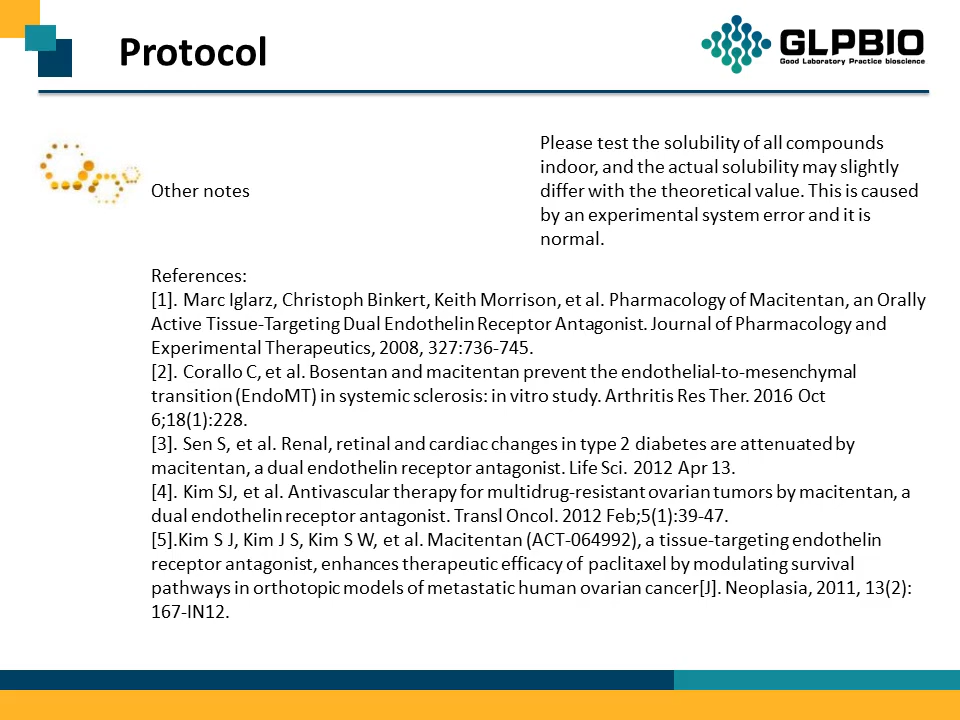 Protocol
GLPBIO
Good Laboratory Practice bioscience
Other notes
Please test the solubility of all compounds
indoor, and the actual solubility may slightly
differ with the theoretical value. This is caused
by an experimental system error and it is
normal.
References:
[1]. Marc Iglarz, Christoph Binkert, Keith Morrison, et al. Pharmacology of Macitentan, an Orally
Active Tissue-Targeting Dual Endothelin Receptor Antagonist. Journal of Pharmacology and
Experimental Therapeutics, 2008, 327:736-745.
[2]. Corallo C, et al. Bosentan and macitentan prevent the endothelial-to-mesenchymal
transition (EndoMT) in systemic sclerosis: in vitro study. Arthritis Res Ther. 2016 Oct
6;18(1):228.
[3]. Sen S, et al. Renal, retinal and cardiac changes in type 2 diabetes are attenuated by
macitentan, a dual endothelin receptor antagonist. Life Sci. 2012 Apr 13.
[4]. Kim SJ, et al. Antivascular therapy for multidrug-resistant ovarian tumors by macitentan, a
dual endothelin receptor antagonist. Transl Oncol. 2012 Feb;5(1):39-47.
[5].Kim S J, Kim J S, Kim S W, et al. Macitentan (ACT-064992), a tissue-targeting endothelin
receptor antagonist, enhances therapeutic efficacy of paclitaxel by modulating survival
pathways in orthotopic models of metastatic human ovarian cancer[J]. Neoplasia, 2011, 13(2):
167-IN12.